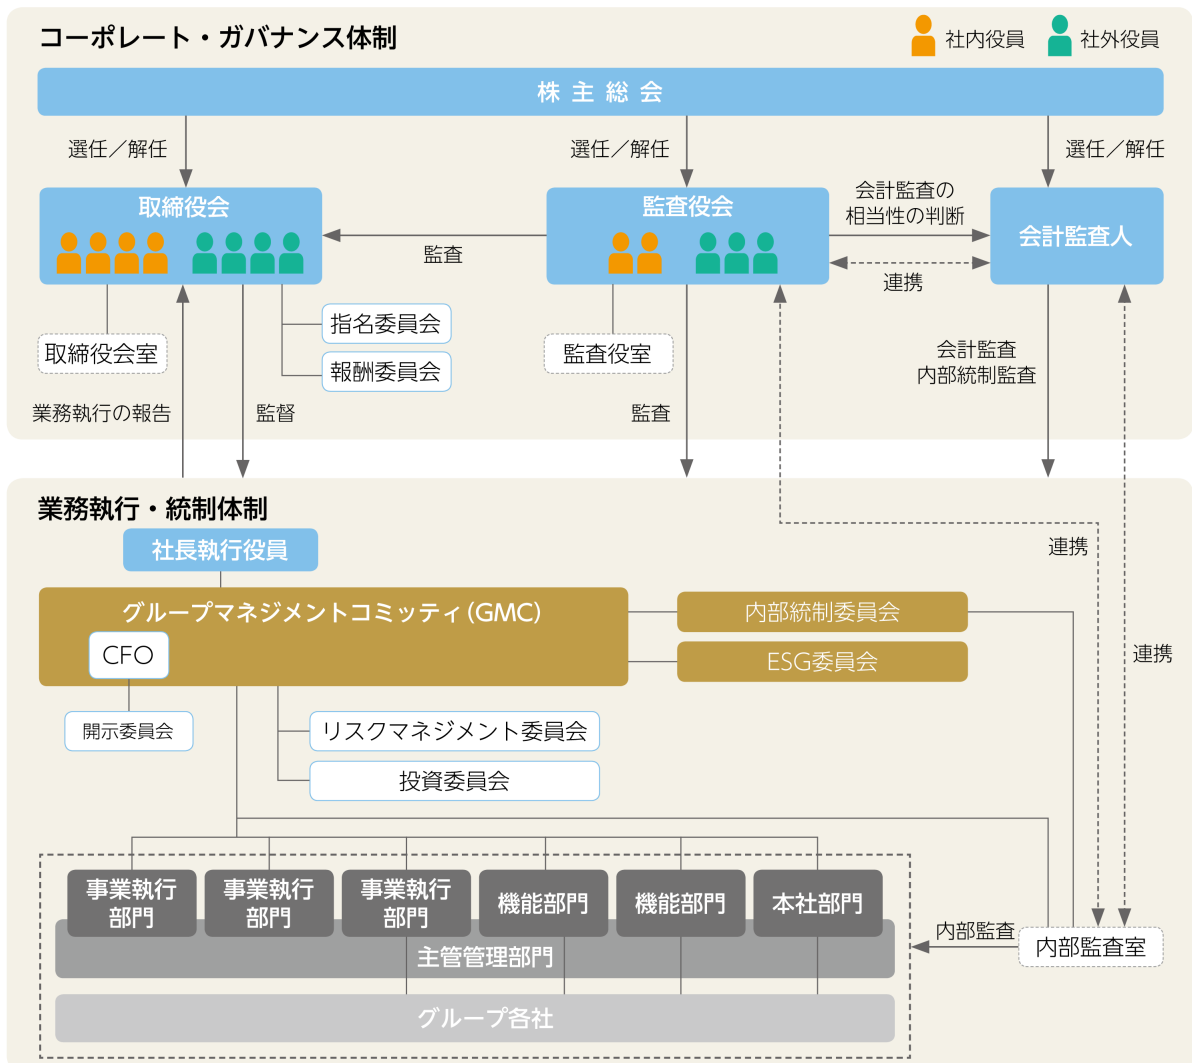 コーポレート・ガバナンス体制
社内役員
社外役員
株主総会
選任／解任
選任／解任
選任／解任
取締役会
監査役会
会計監査人
監査
会計監査の
相当性の判断
連携
取締役会室
指名委員会
報酬委員会
監査役室
会計監査
内部統制監査
業務執行の報告
監督
監査
業務執行・統制体制
社長執行役員
連携
グループマネジメントコミッティ（GMC）
CFO
内部統制委員会
ESG委員会
連携
開示委員会
リスクマネジメント委員会
投資委員会
事業執行
部門
事業執行
部門
事業執行
部門
機能部門
機能部門
本社部門
主管管理部門
内部監査
内部監査室
グループ各社